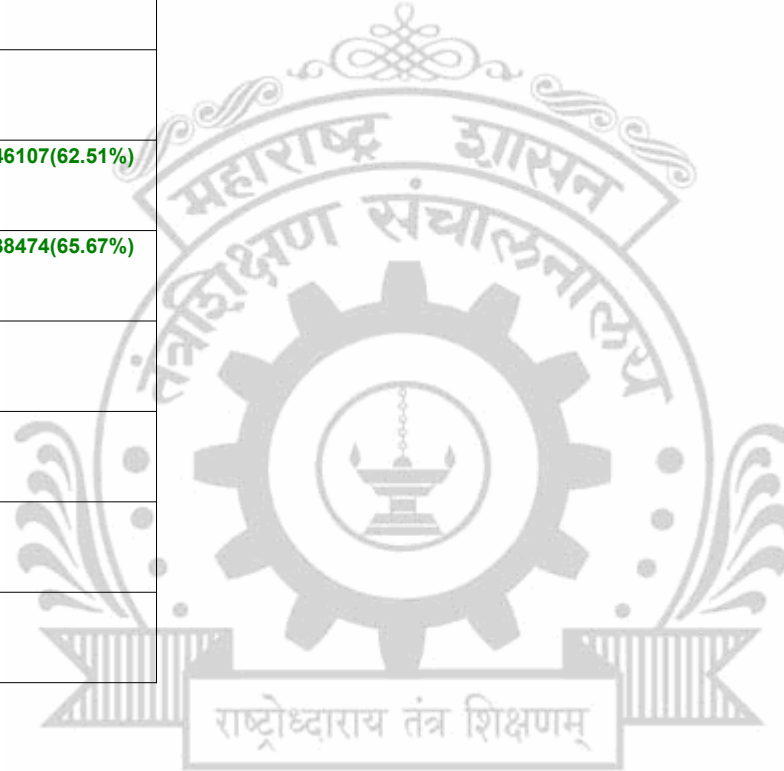 46107(62.51%)
38474(65.67%)
महाराष्ट्र शासन
तंत्रशिक्षण संचालनालय
राष्ट्रोध्दाराय तंत्र शिक्षणम्